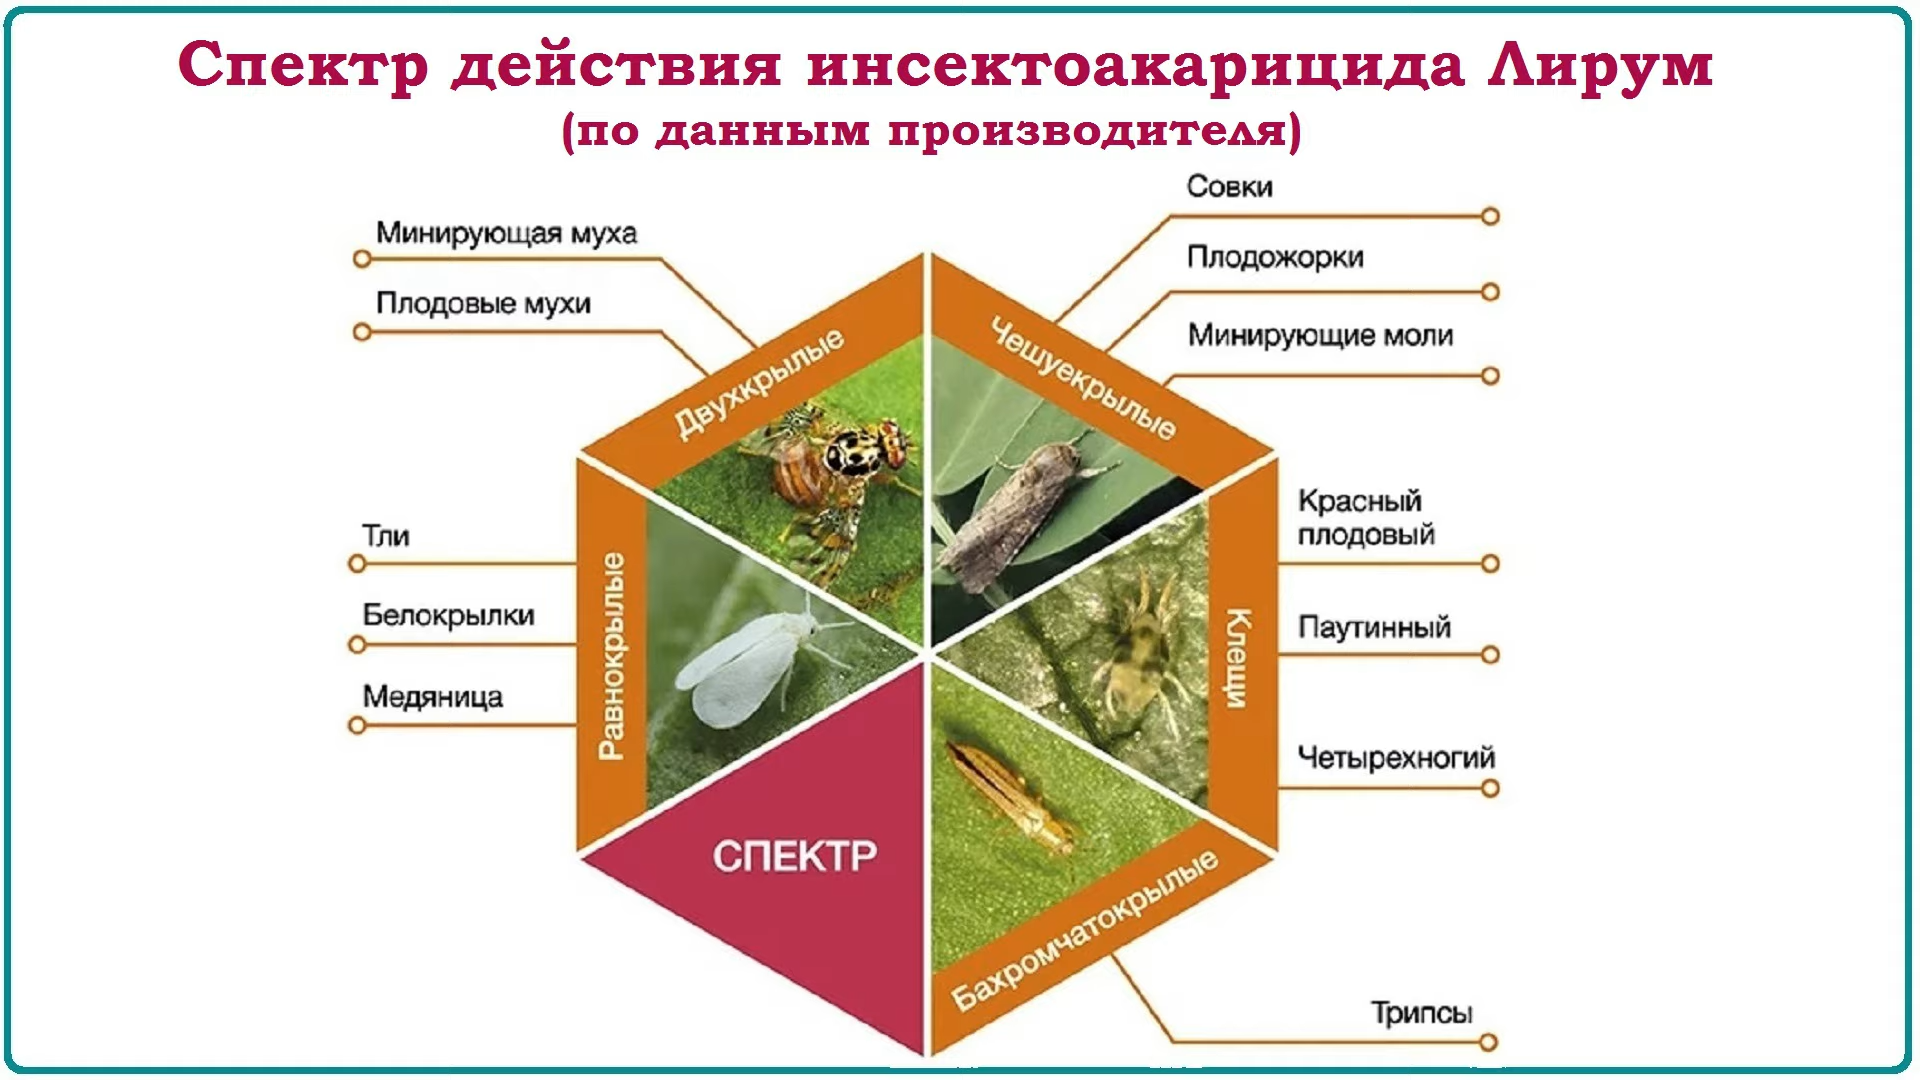 Спектр действия инсектоакарицида Лирум
(по данным производителя)
Минирующая муха
Плодовые мухи
Двухкрылые
Совки
Плодожорки
Минирующие моли
Чешуекрылые
Тли
Белокрылки
Медяница
Равнокрылые
Красный
плодовый
Паутинный
Четырехногий
Клещи
СПЕКТР
Бахромчатокрылые
Трипсы